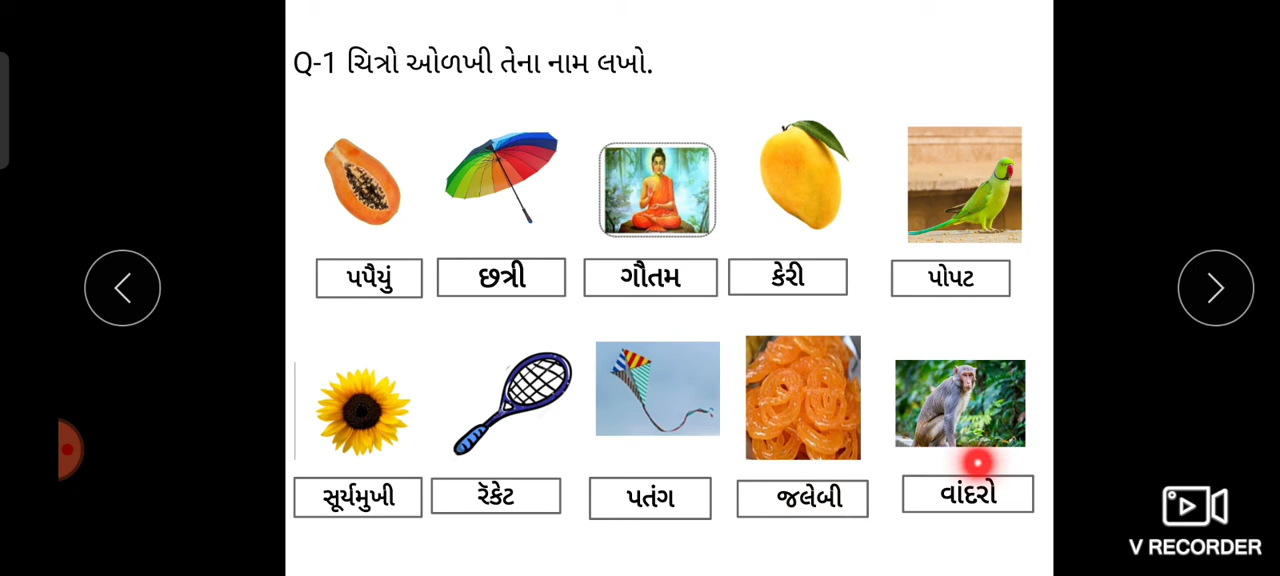 Q-1 ચિત્રો ઓળખી તેના નામ લખો.
પપૈયું
છત્રી
ગૌતમ
કેરી
પોપટ
સૂર્યમુખી
રૅકેટ
પતંગ
જલેબી
વાંદરો
V RECORDER